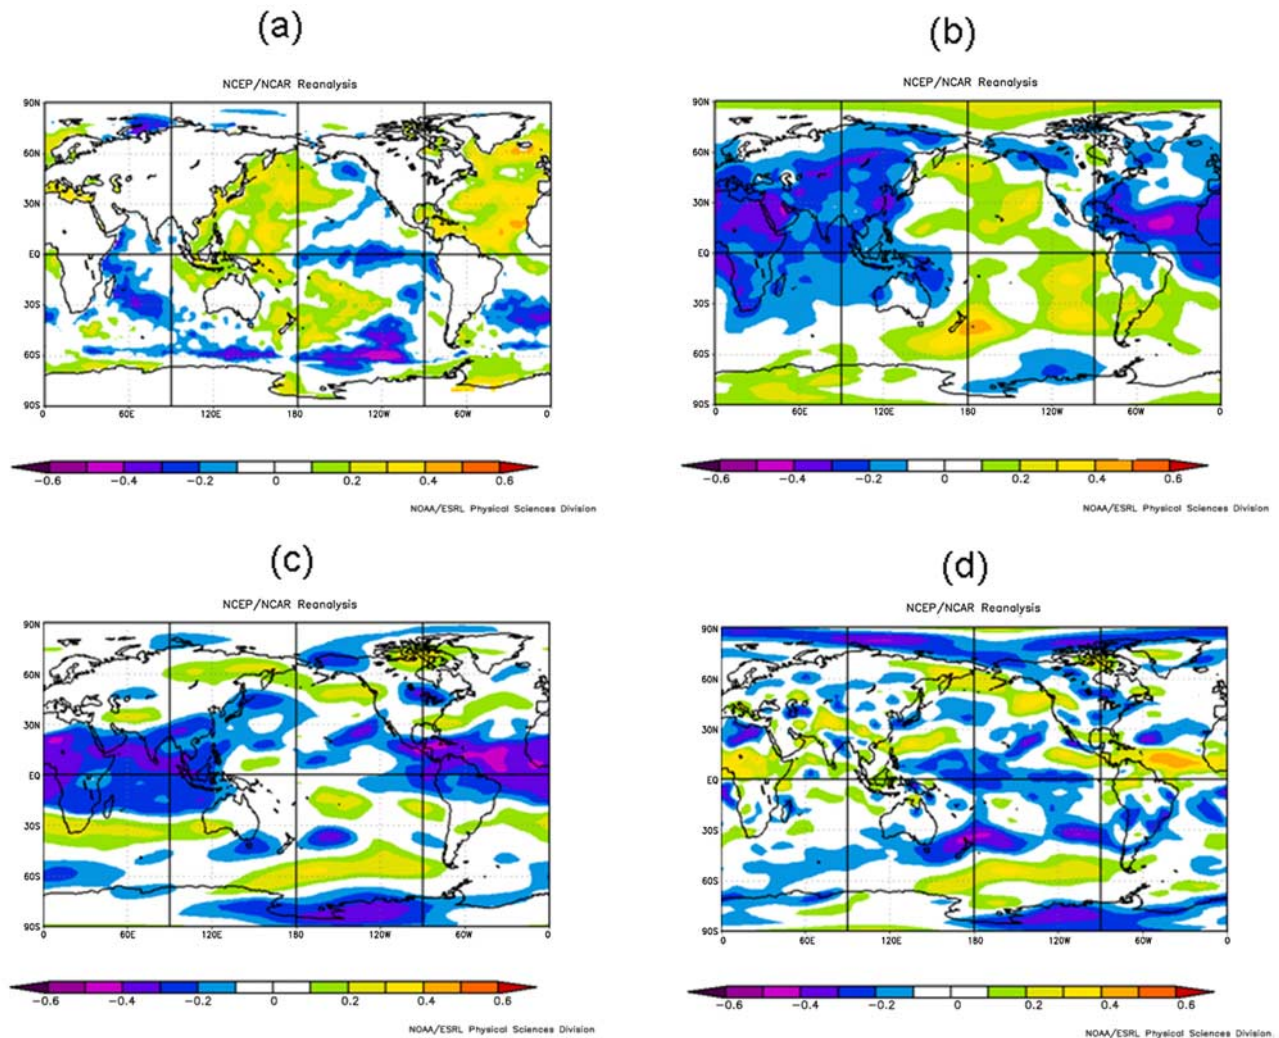 (a)
NCEP/NCAR Reanalysis
90N
60N
30N
EQ
30S
60S
90S
0 60E 120E 180 120W 60W 0
−0.6 −0.4 −0.2 0 0.2 0.4 0.6
NOAA/ESRL Physical Sciences Division
(b)
NCEP/NCAR Reanalysis
90N
60N
30N
EQ
30S
60S
90S
0 60E 120E 180 120W 60W 0
−0.6 −0.4 −0.2 0 0.2 0.4 0.6
NOAA/ESRL Physical Sciences Division
(c)
NCEP/NCAR Reanalysis
90N
60N
30N
EQ
30S
60S
90S
0 60E 120E 180 120W 60W 0
−0.6 −0.4 −0.2 0 0.2 0.4 0.6
NOAA/ESRL Physical Sciences Division
(d)
NCEP/NCAR Reanalysis
90N
60N
30N
EQ
30S
60S
90S
0 60E 120E 180 120W 60W 0
−0.6 −0.4 −0.2 0 0.2 0.4 0.6
NOAA/ESRL Physical Sciences Division